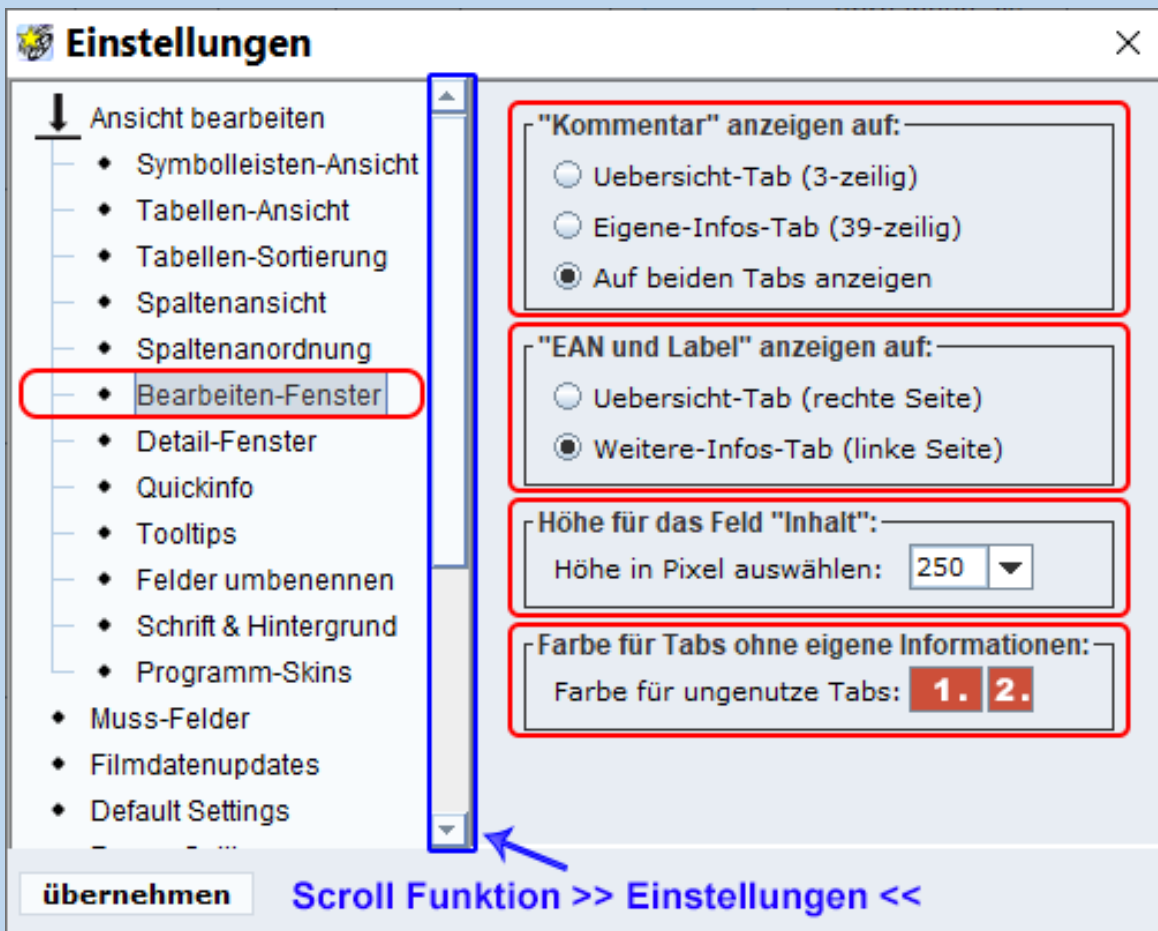 Einstellungen
Ansicht bearbeiten
Symbolleisten-Ansicht
Tabellen-Ansicht
Tabellen-Sortierung
Spaltenansicht
Spaltenanordnung
Bearbeiten-Fenster
Detail-Fenster
Quickinfo
Tooltips
Felder umbenennen
Schrift & Hintergrund
Programm-Skins
Muss-Felder
Filmdatenupdates
Default Settings
"Kommentar" anzeigen auf:
Uebersicht-Tab (3-zeilig)
Eigene-Infos-Tab (39-zeilig)
Auf beiden Tabs anzeigen
"EAN und Label" anzeigen auf:
Uebersicht-Tab (rechte Seite)
Weitere-Infos-Tab (linke Seite)
Höhe für das Feld "Inhalt":
Höhe in Pixel auswählen: 250
Farbe für Tabs ohne eigene Informationen:
Farbe für ungenutze Tabs: 1. 2.
übernehmen
Scroll Funktion >> Einstellungen <<